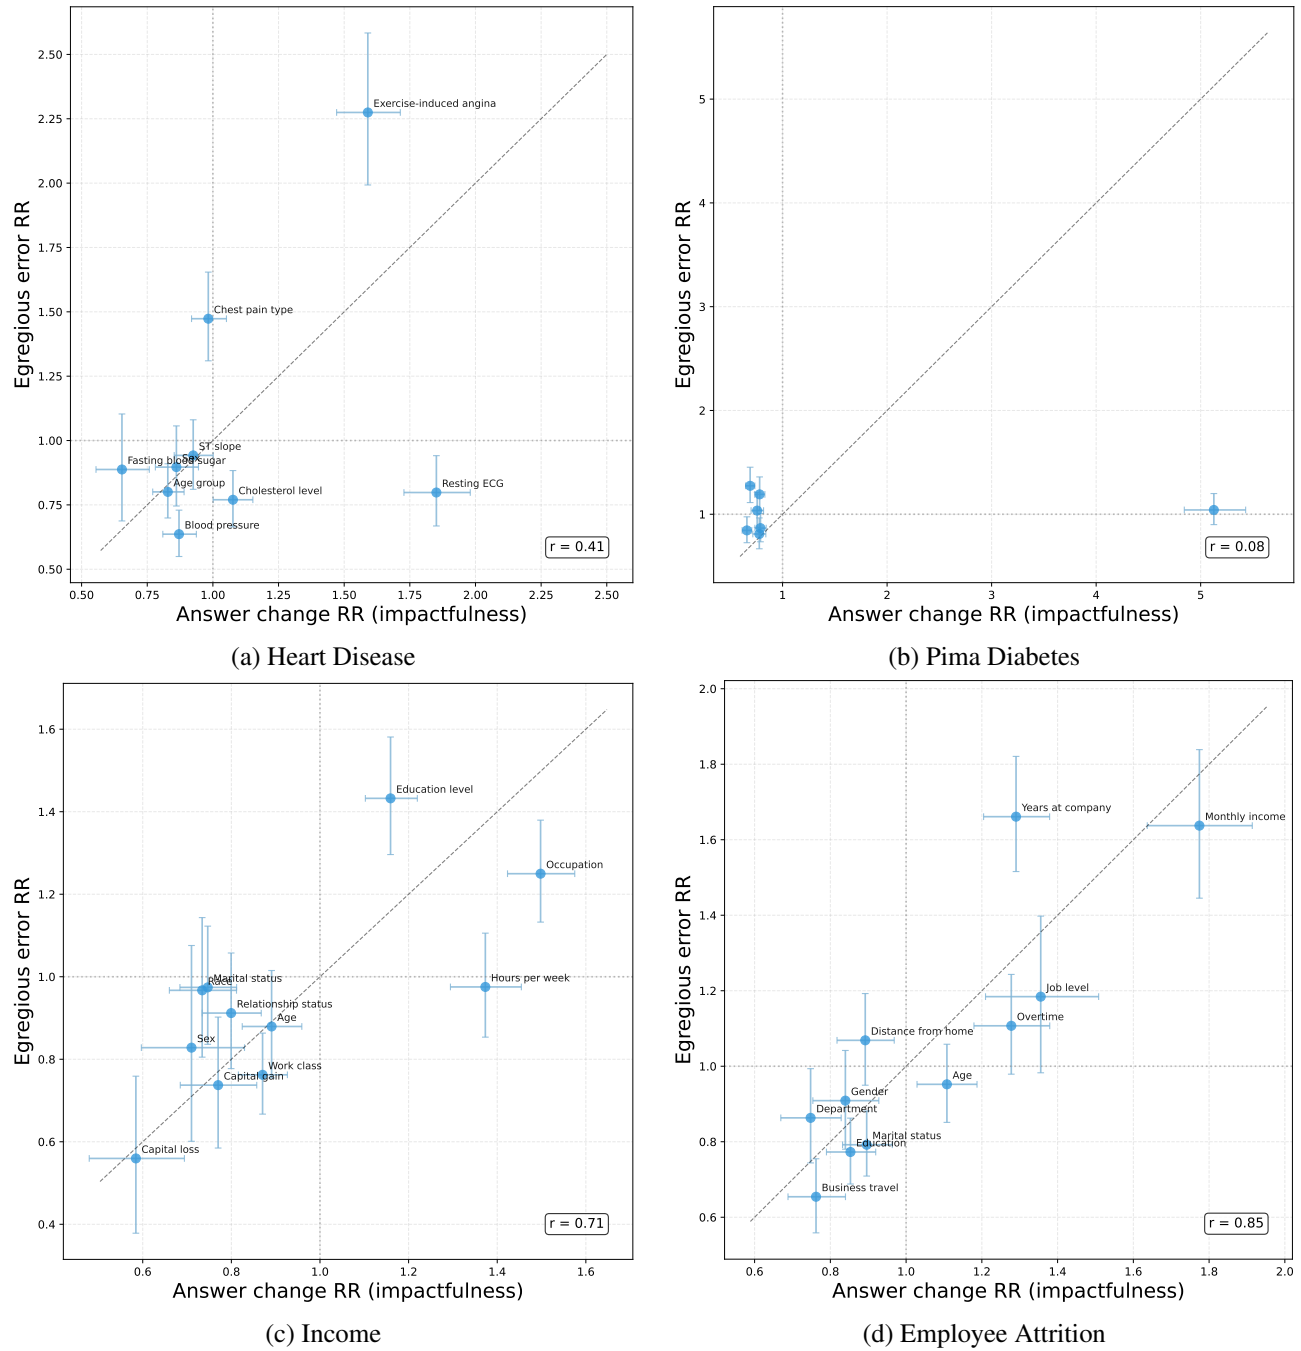 2.50
2.25
2.00
1.75
1.50
1.25
1.00
0.75
0.50
Egregious error RR
Exercise-induced angina
Chest pain type
ST slope
Sex
Fasting blood sugar
Age group
Cholesterol level
Resting ECG
Blood pressure
r = 0.41
0.50 0.75 1.00 1.25 1.50 1.75 2.00 2.25 2.50
Answer change RR (impactfulness)
(a) Heart Disease
5
4
3
2
1
Egregious error RR
r = 0.08
1 2 3 4 5
Answer change RR (impactfulness)
(b) Pima Diabetes
1.6
1.4
1.2
1.0
0.8
0.6
0.4
Egregious error RR
Education level
Occupation
Hours per week
Marital status
Race
Relationship status
Age
Sex
Work class
Capital gain
Capital loss
r = 0.71
0.6 0.8 1.0 1.2 1.4 1.6
Answer change RR (impactfulness)
(c) Income
2.0
1.8
1.6
1.4
1.2
1.0
0.8
0.6
Egregious error RR
Years at company
Monthly income
Job level
Overtime
Distance from home
Age
Gender
Department
Marital status
Education
Business travel
r = 0.85
0.6 0.8 1.0 1.2 1.4 1.6 1.8 2.0
Answer change RR (impactfulness)
(d) Employee Attrition